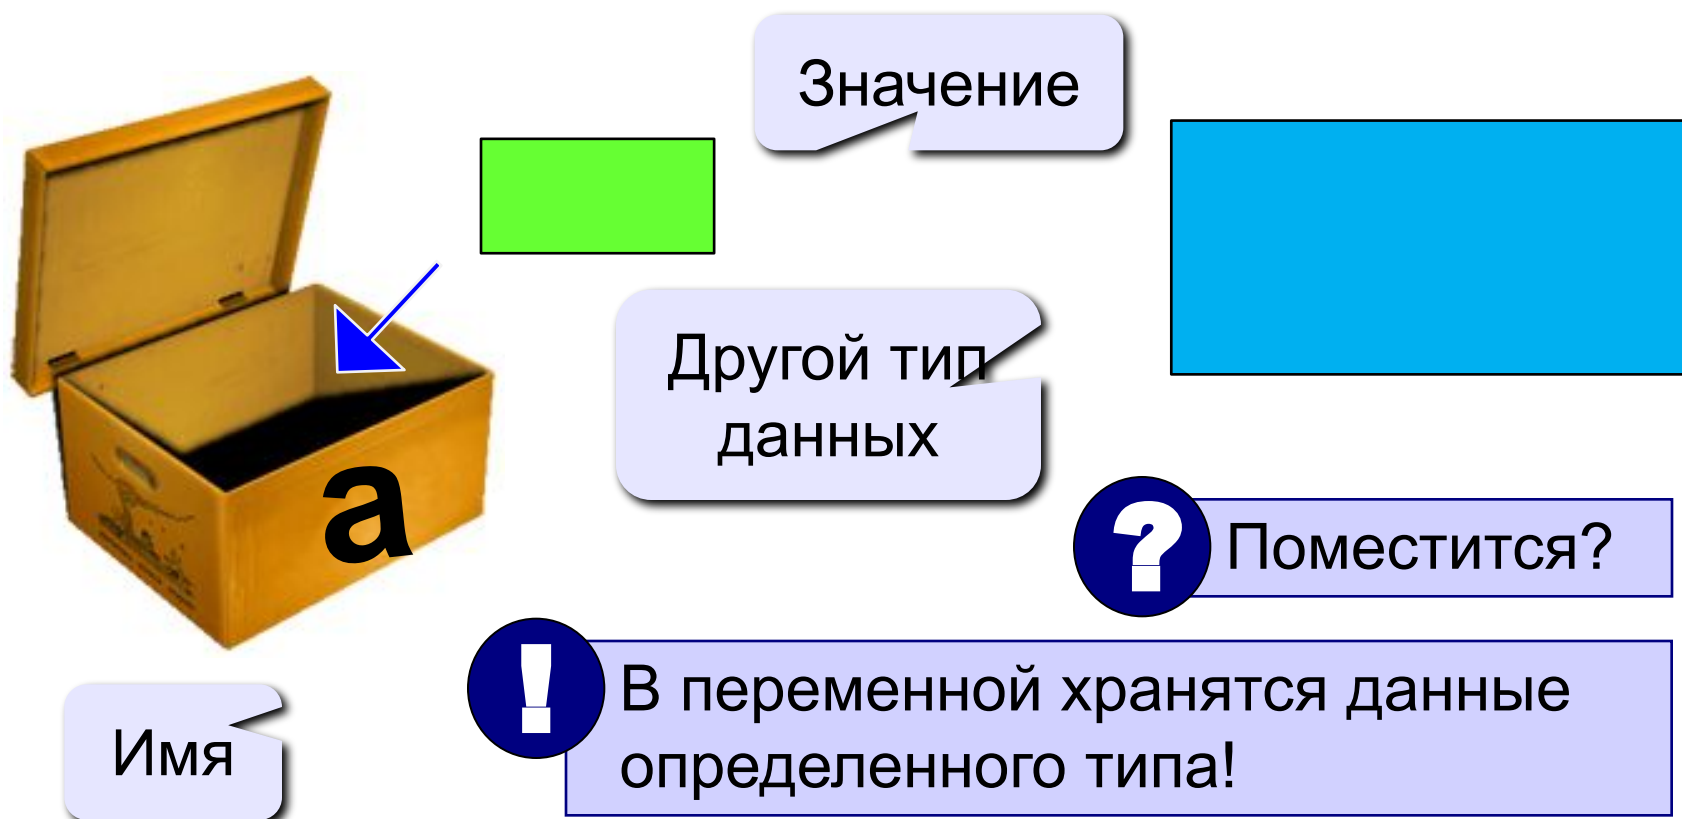 Значение
Другой тип
данных
a
?
Поместится?
!
В переменной хранятся данные
определенного типа!
Имя